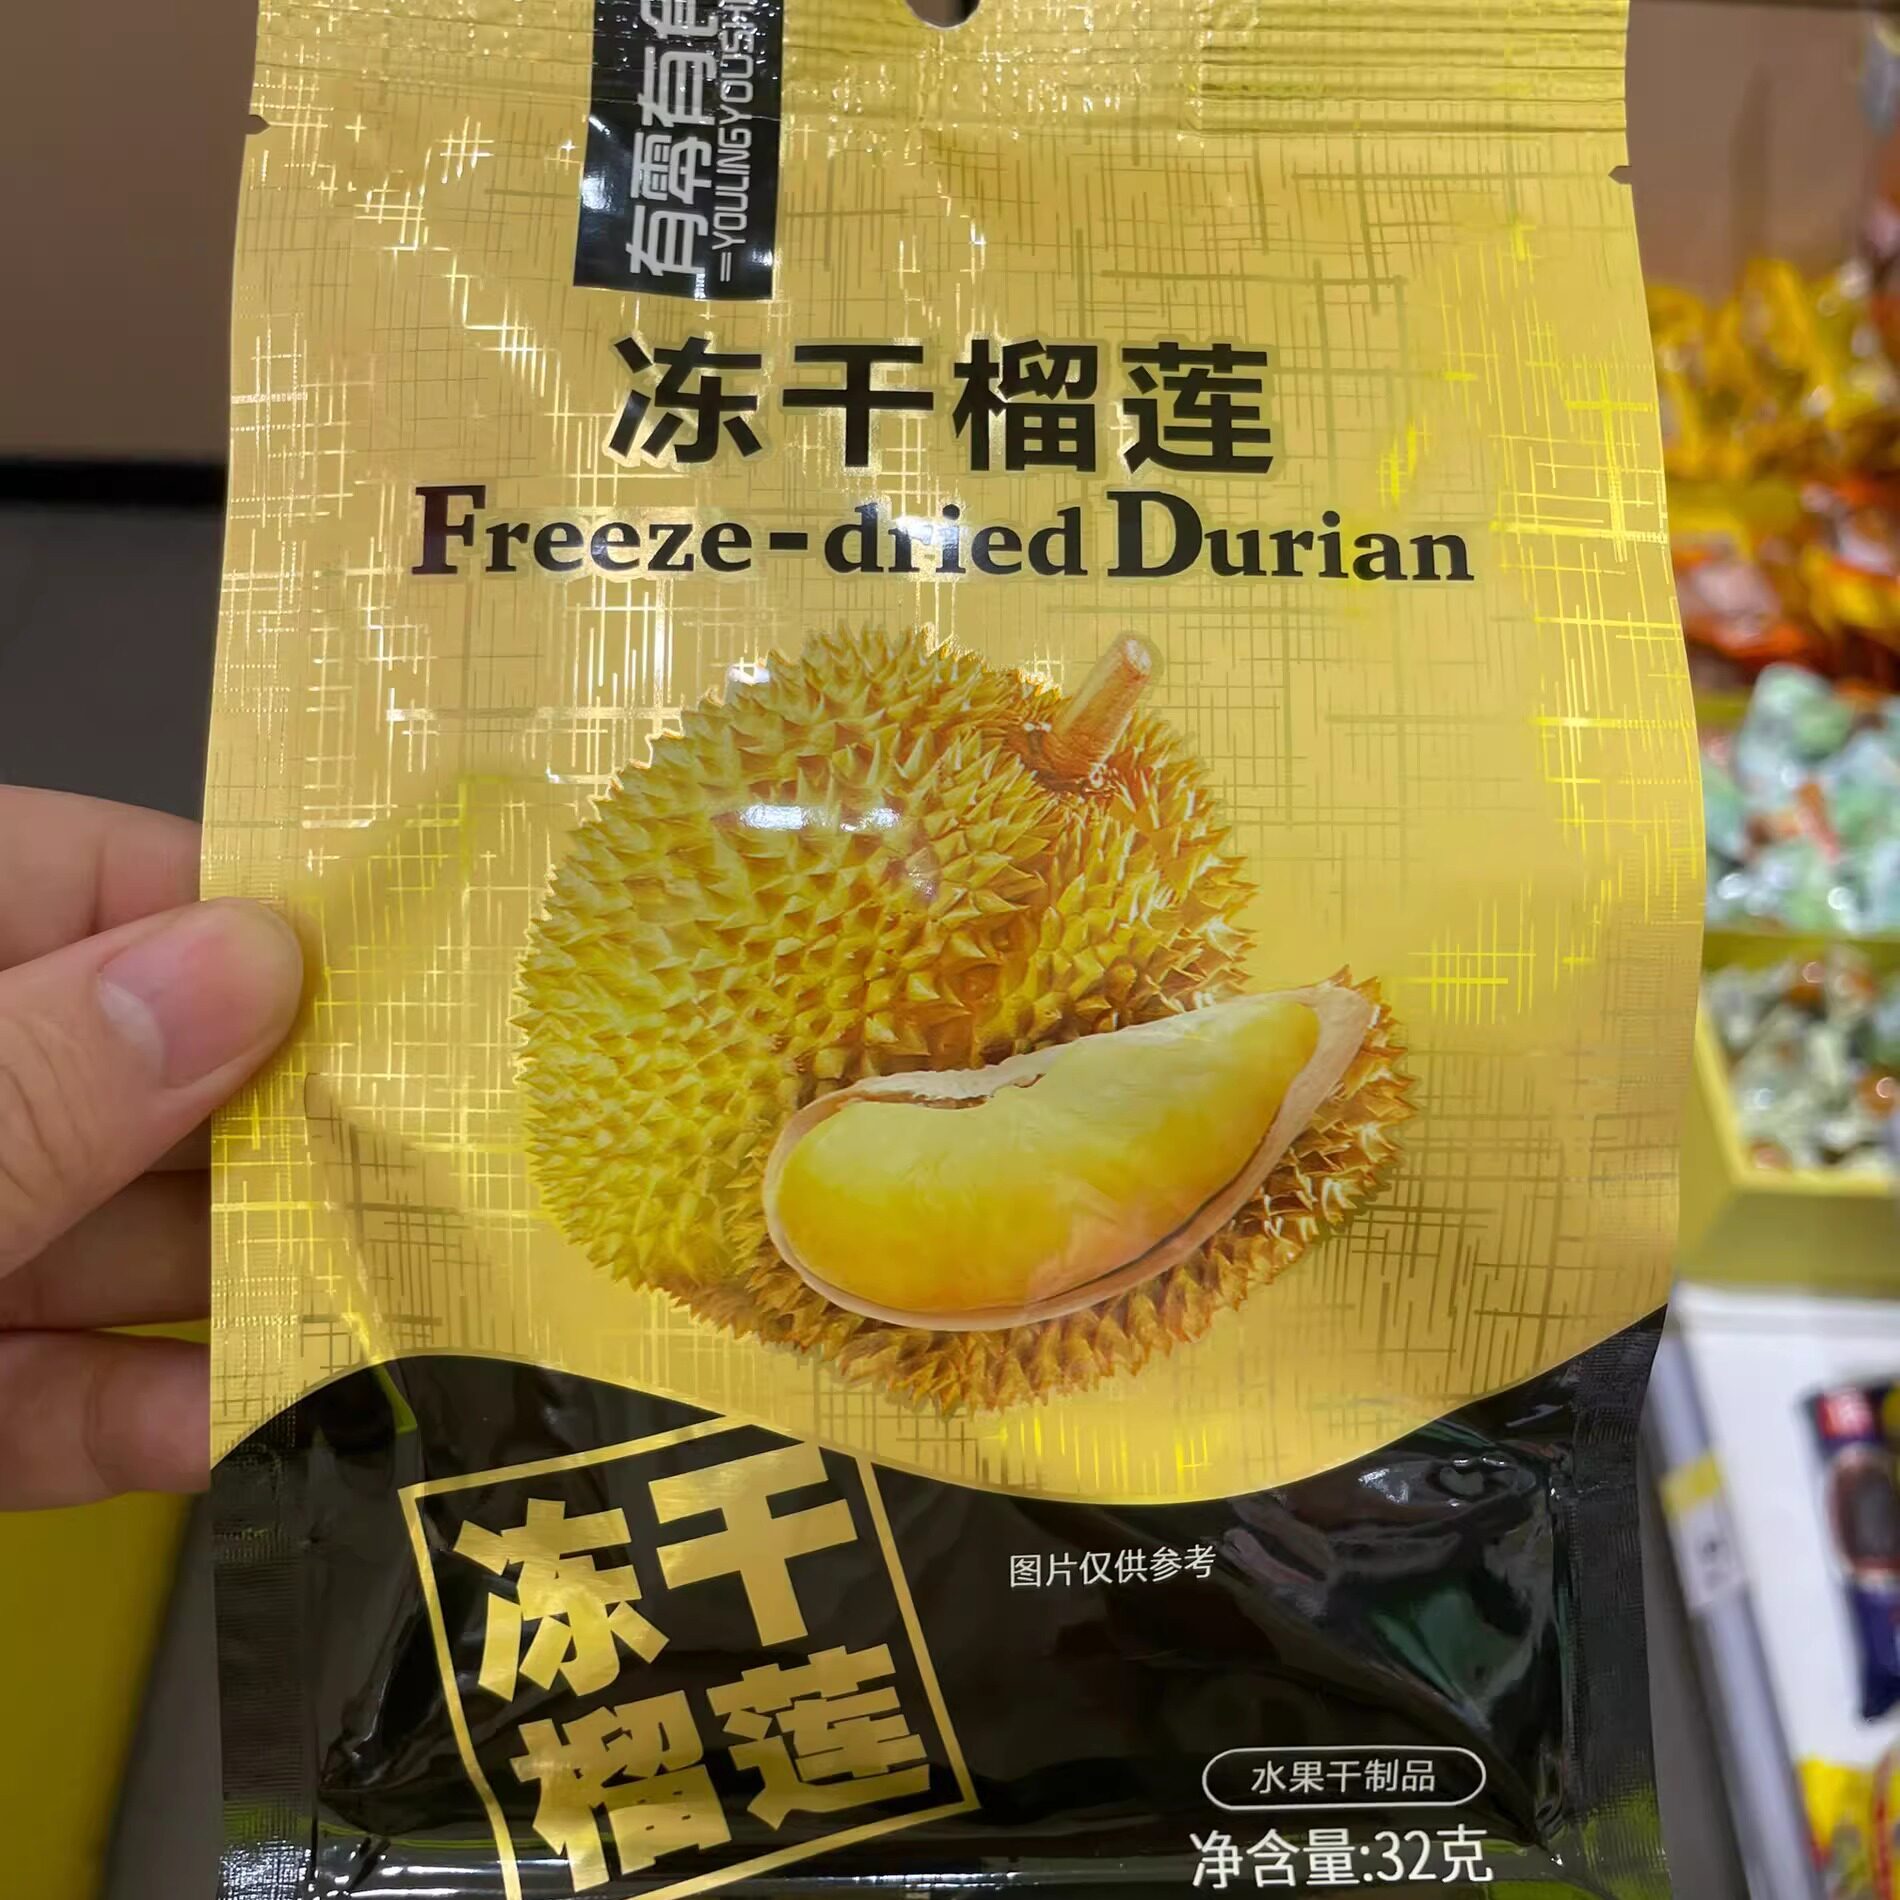 有零有食
=YOULINGYOUSHI
冻干榴莲
Freeze-dried Durian
冻干
榴莲
图片仅供参考
水果干制品
净含量:32克